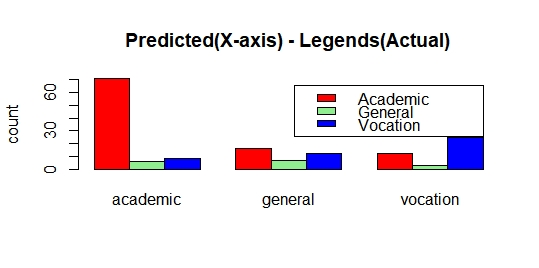 Predicted(X-axis) - Legends(Actual)
count
60
30
0
Academic
General
Vocation
academic
general
vocation